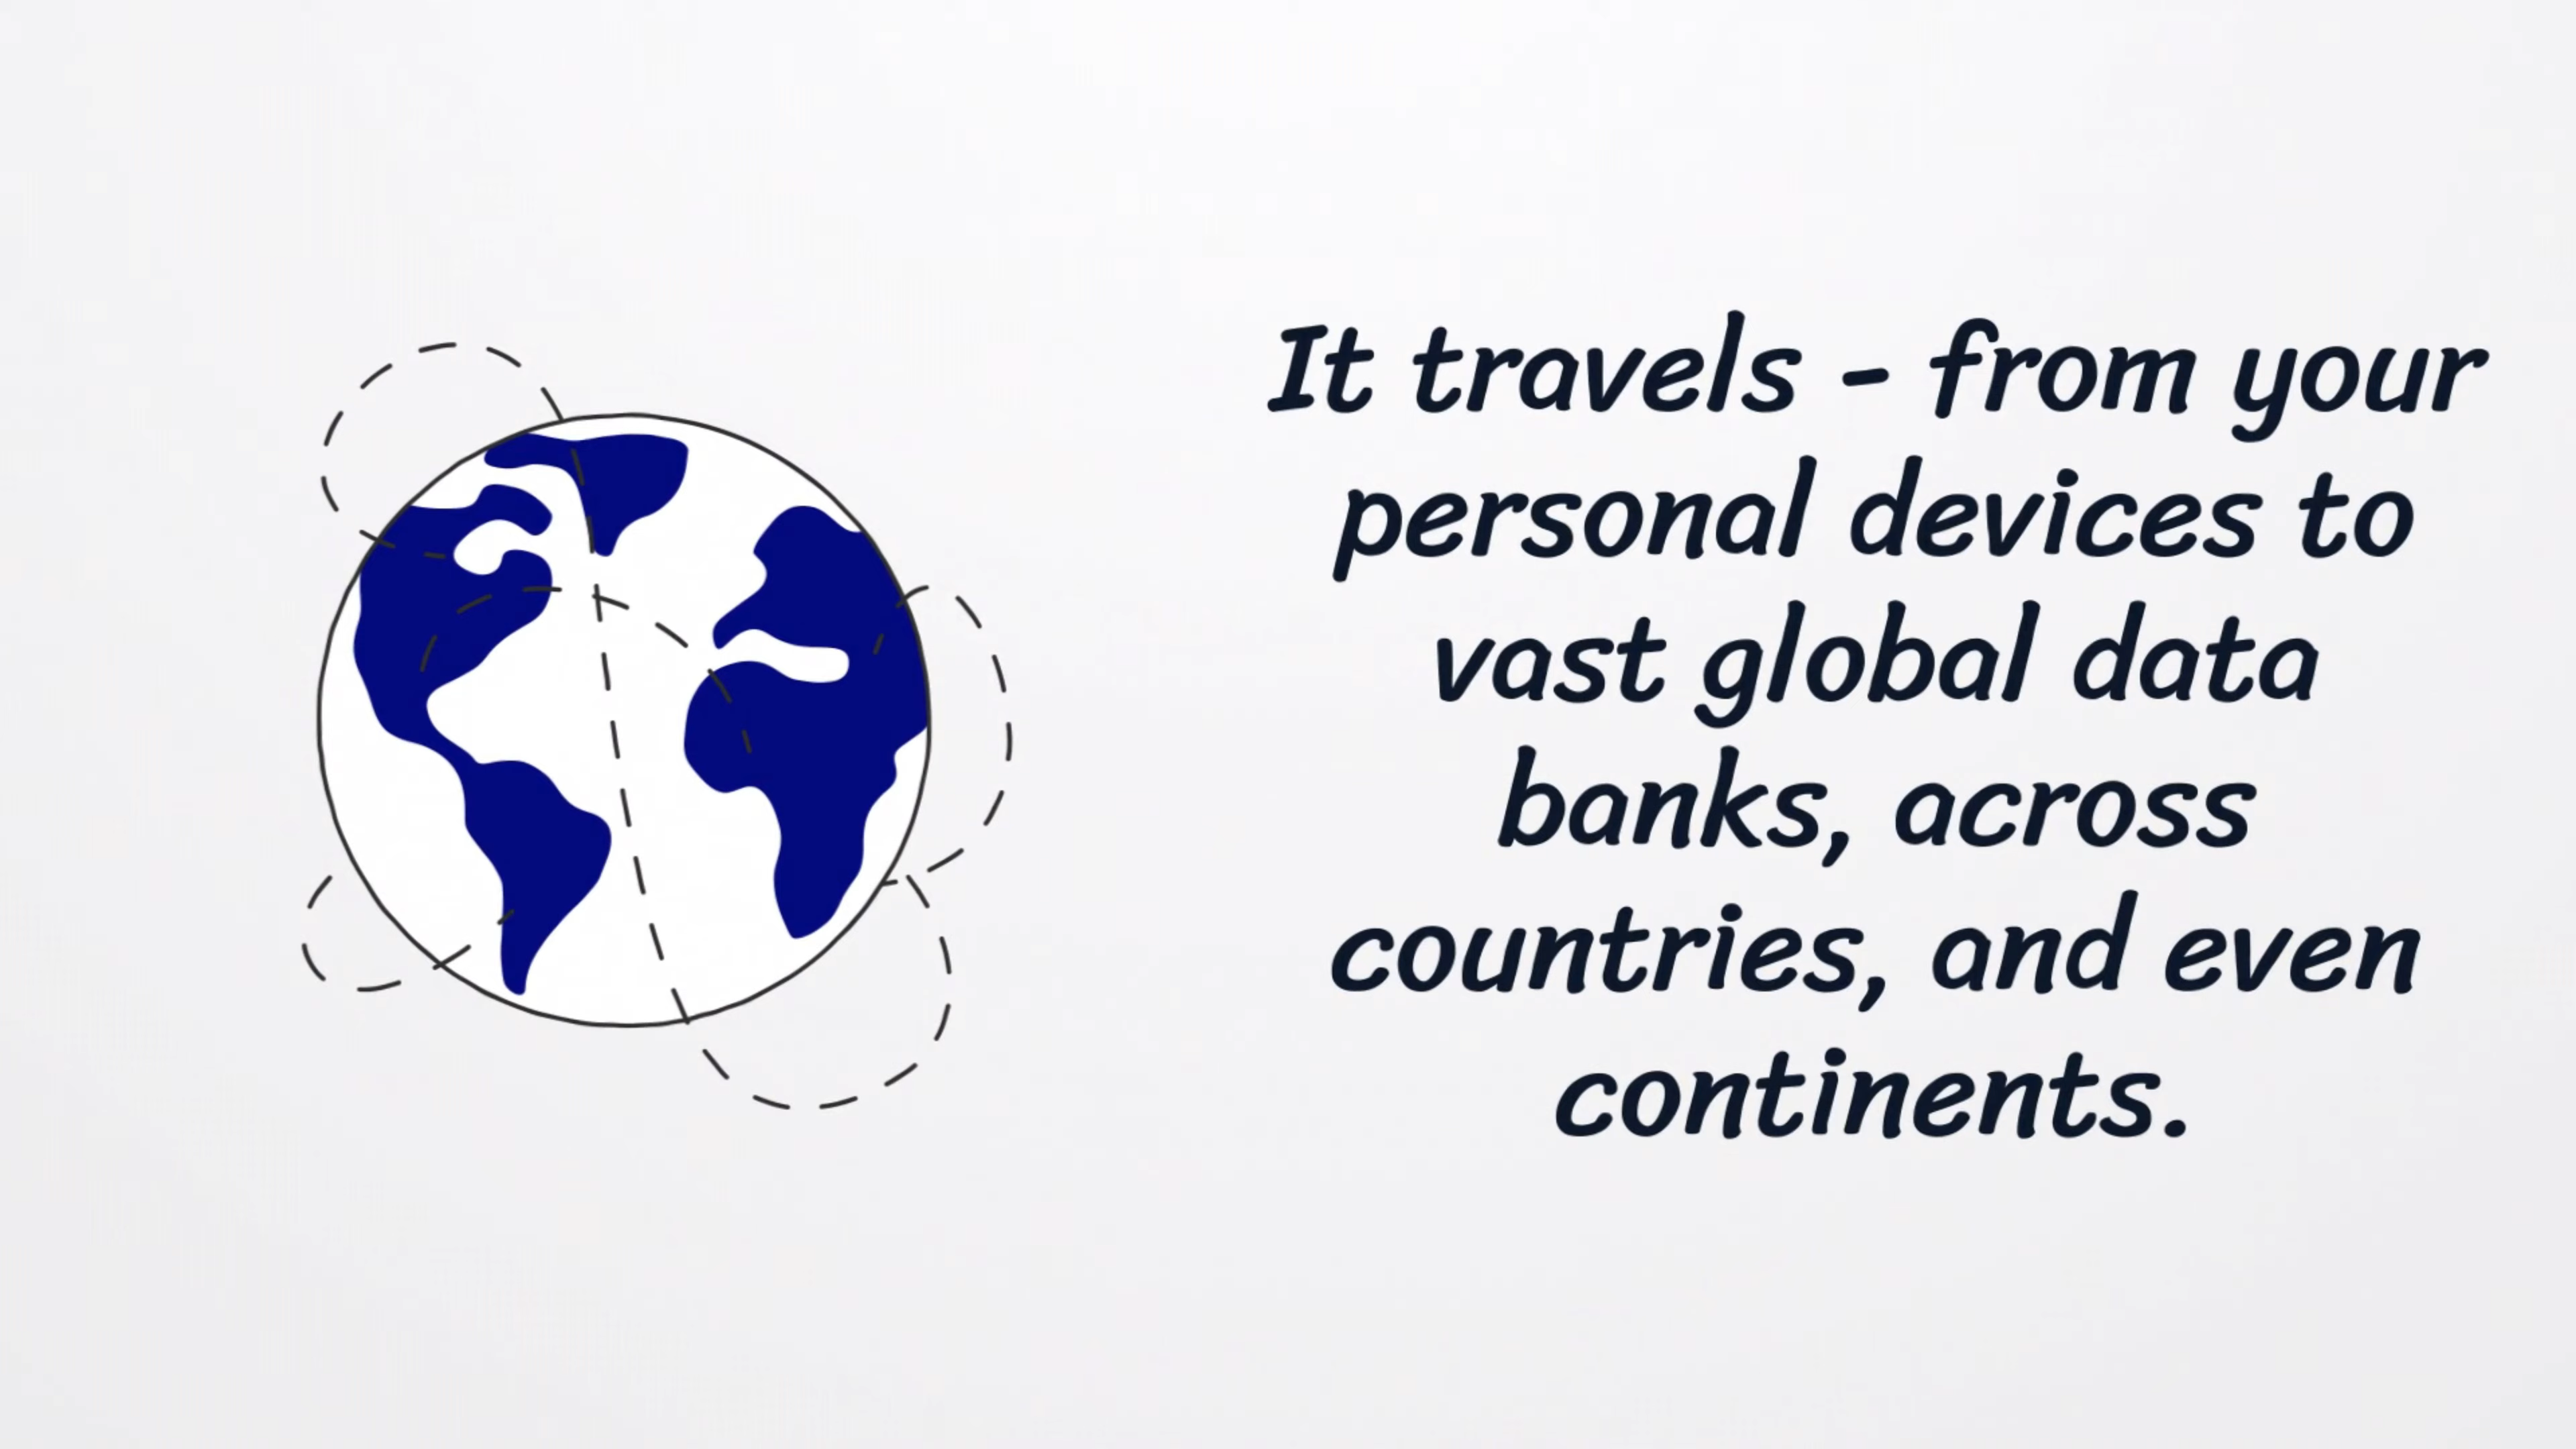 It travels - from your
personal devices to
vast global data
banks, across
countries, and even
continents.